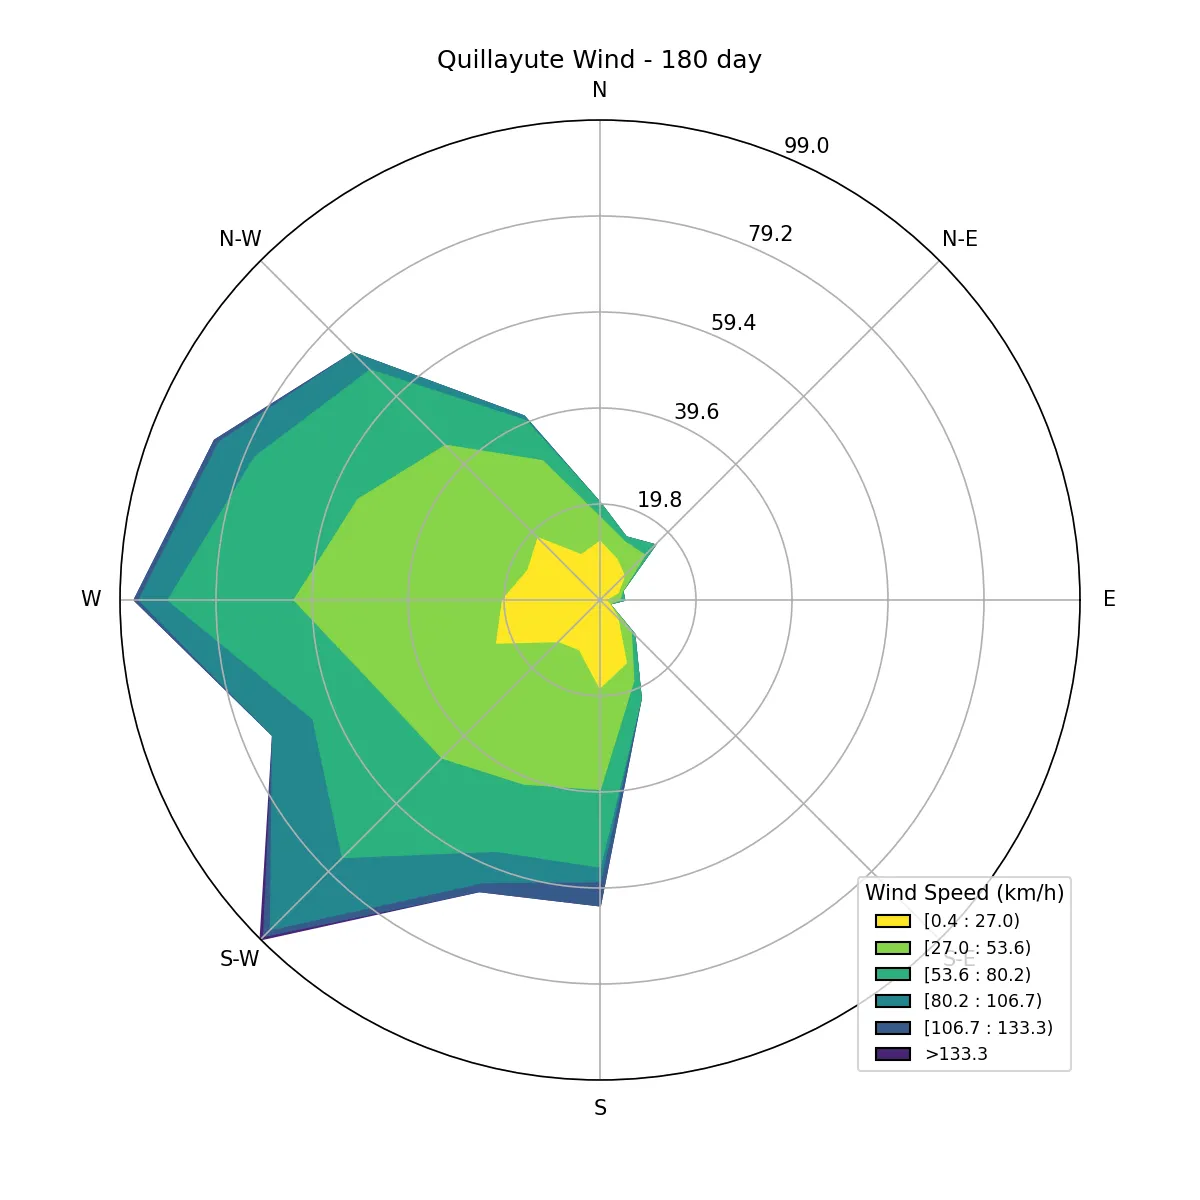 Quillayute Wind - 180 day
N
99.0
N-W
N-E
79.2
59.4
39.6
19.8
W
E
S-W
S-E
S
Wind Speed (km/h)
[0.4 : 27.0)
[27.0 : 53.6)
[53.6 : 80.2)
[80.2 : 106.7)
[106.7 : 133.3)
>133.3